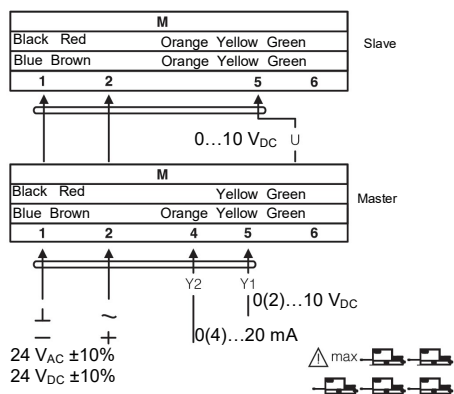 M
Black Red Orange Yellow Green
Slave
Blue Brown Orange Yellow Green
1 2 5 6
0…10 VDC U
M
Black Red Yellow Green
Master
Blue Brown Orange Yellow Green
1 2 4 5 6
Y2 Y1
⊥ ~
0(2)…10 VDC
− +
0(4)…20 mA
24 VAC ±10%
24 VDC ±10%
⚠ max